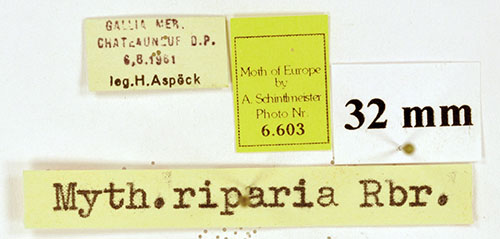 GALLIA MER.
CHATEAUNEUF D.P.
6.8.1961
leg.H.Aspöck
Moth of Europe
by
A. Schintlmeister
Photo Nr.
6.603
32 mm
Myth.riparia Rbr.